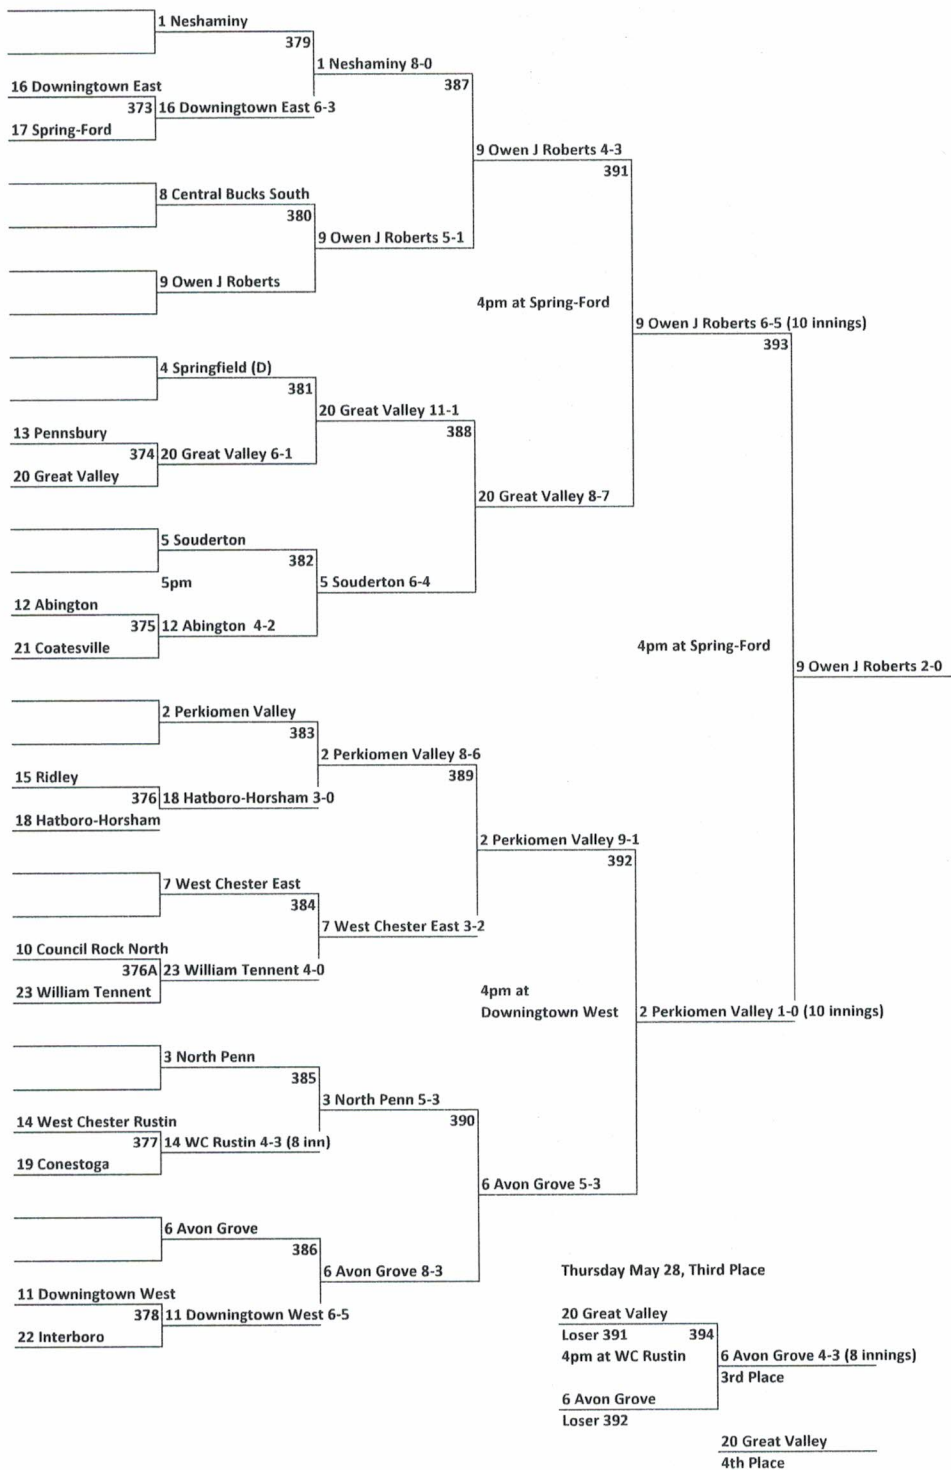 1 Neshaminy
379
1 Neshaminy 8-0
387
16 Downingtown East
373 16 Downingtown East 6-3
17 Spring-Ford
9 Owen J Roberts 4-3
391
8 Central Bucks South
380
9 Owen J Roberts 5-1
9 Owen J Roberts
4pm at Spring-Ford
9 Owen J Roberts 6-5 (10 innings)
393
4 Springfield (D)
381
20 Great Valley 11-1
388
13 Pennsbury
374 20 Great Valley 6-1
20 Great Valley
20 Great Valley 8-7
5 Souderton
382
5pm
5 Souderton 6-4
12 Abington
375 12 Abington 4-2
21 Coatesville
4pm at Spring-Ford
9 Owen J Roberts 2-0
2 Perkiomen Valley
383
2 Perkiomen Valley 8-6
389
15 Ridley
376 18 Hatboro-Horsham 3-0
18 Hatboro-Horsham
2 Perkiomen Valley 9-1
392
7 West Chester East
384
7 West Chester East 3-2
10 Council Rock North
376A 23 William Tennent 4-0
23 William Tennent
4pm at
Downingtown West
2 Perkiomen Valley 1-0 (10 innings)
3 North Penn
385
3 North Penn 5-3
390
14 West Chester Rustin
377 14 WC Rustin 4-3 (8 inn)
19 Conestoga
6 Avon Grove 5-3
6 Avon Grove
386
6 Avon Grove 8-3
11 Downingtown West
378 11 Downingtown West 6-5
22 Interboro
Thursday May 28, Third Place
20 Great Valley
Loser 391 394
4pm at WC Rustin
6 Avon Grove 4-3 (8 innings)
3rd Place
6 Avon Grove
Loser 392
20 Great Valley
4th Place